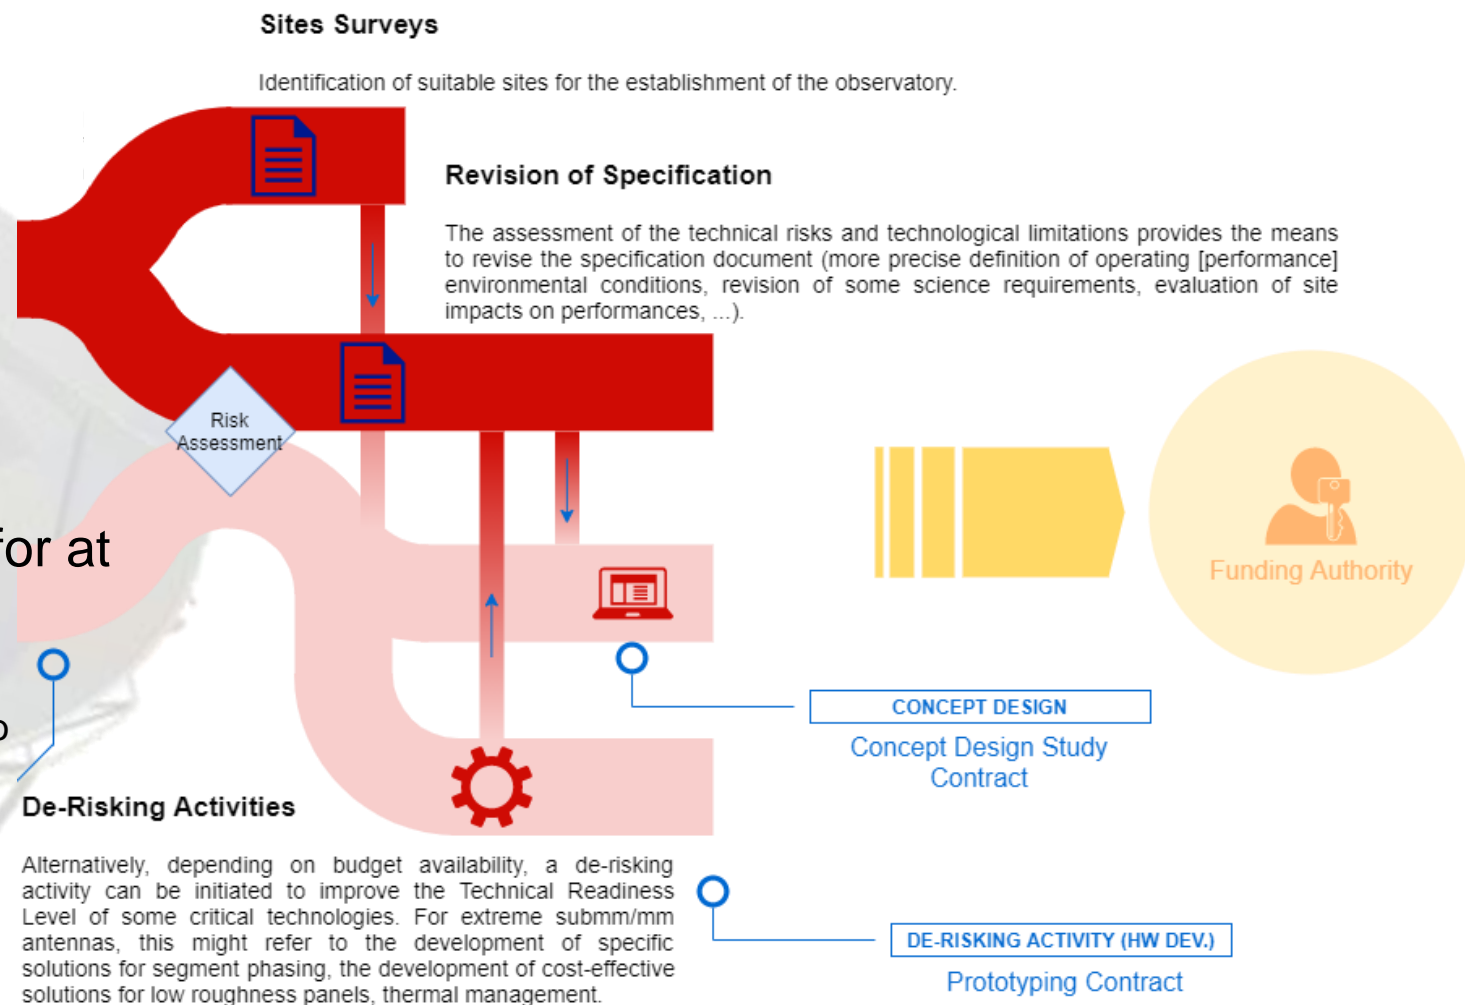 Sites Surveys
Identification of suitable sites for the establishment of the observatory.
Revision of Specification
The assessment of the technical risks and technological limitations provides the means
to revise the specification document (more precise definition of operating [performance]
environmental conditions, revision of some science requirements, evaluation of site
impacts on performances, ...).
Risk
Assessment
for at
Funding Authority
CONCEPT DESIGN
Concept Design Study
Contract
De-Risking Activities
Alternatively, depending on budget availability, a de-risking
activity can be initiated to improve the Technical Readiness
Level of some critical technologies. For extreme submm/mm
antennas, this might refer to the development of specific
solutions for segment phasing, the development of cost-effective
solutions for low roughness panels, thermal management.
DE-RISKING ACTIVITY (HW DEV.)
Prototyping Contract